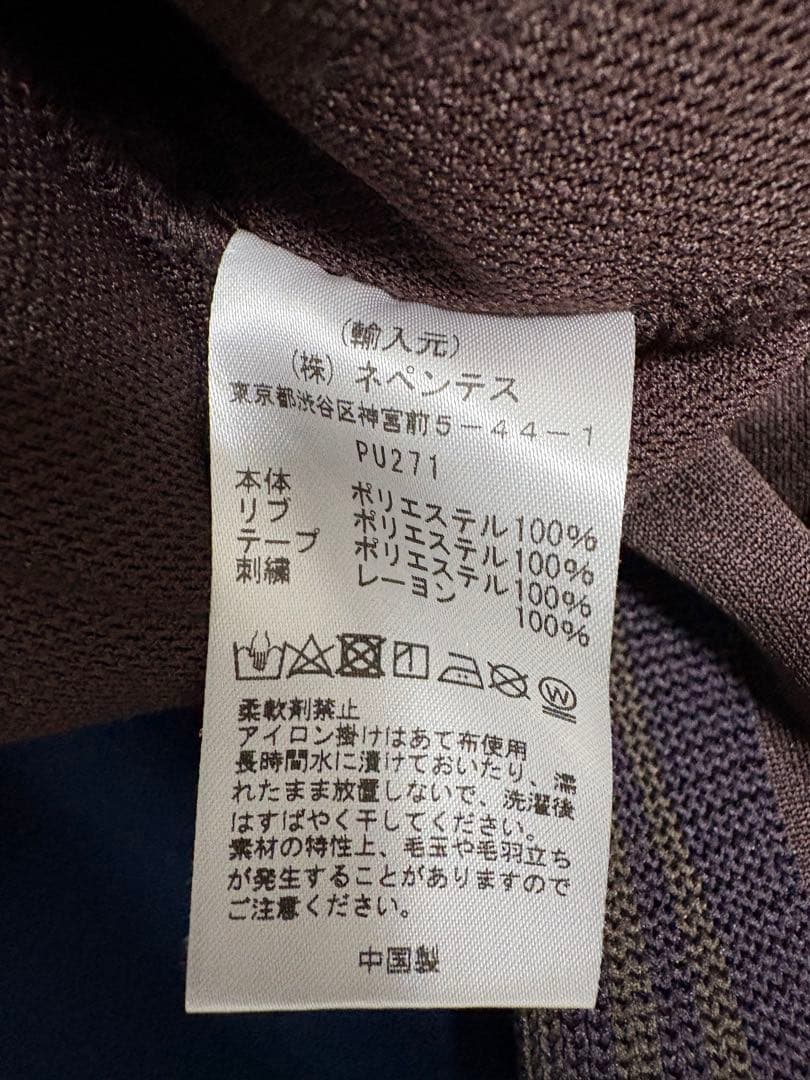 (輸入元)
(株) ネペンテス
東京都渋谷区神宮前5-44-1
PU271
本体 ポリエステル100%
リブ ポリエステル100%
テープ ポリエステル100%
刺繍 レーヨン 100%
W
柔軟剤禁止
アイロン掛けはあて布使用
長時間水に漬けておいたり、濡
れたまま放置しないで、洗濯後
はすばやく干してください。
素材の特性上、毛玉や毛羽立ち
が発生することがありますので
ご注意ください。
中国製